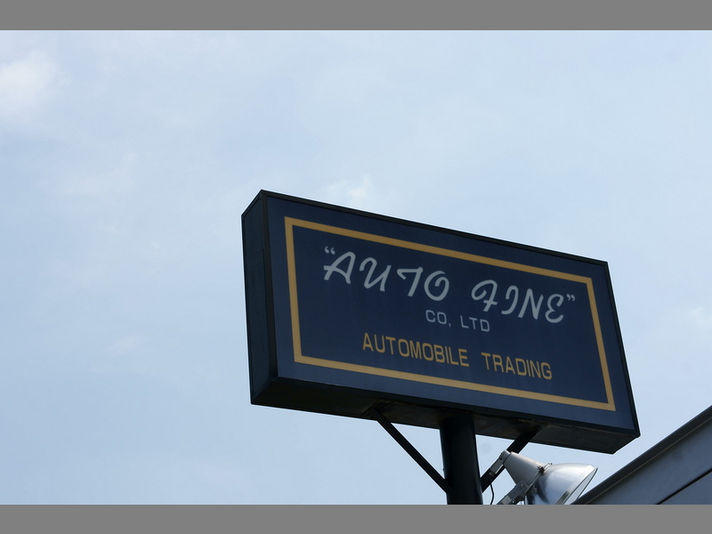 “AUTO FINE”
CO, LTD
AUTOMOBILE TRADING